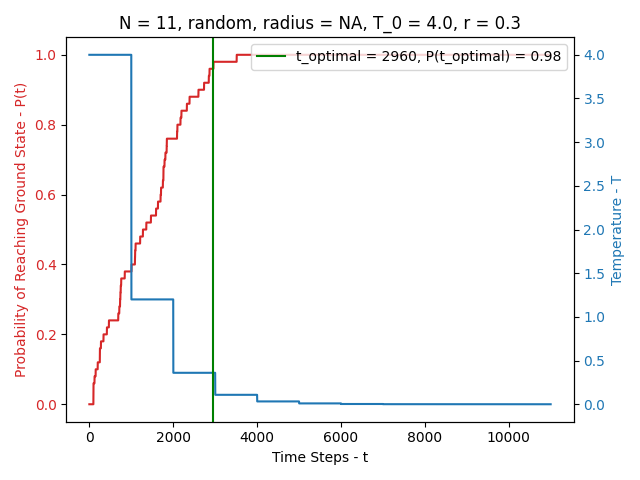 N = 11, random, radius = NA, T_0 = 4.0, r = 0.3
t_optimal = 2960, P(t_optimal) = 0.98
Probability of Reaching Ground State - P(t)
1.0
0.8
0.6
0.4
0.2
0.0
4.0
3.5
3.0
2.5
2.0
1.5
1.0
0.5
0.0
Temperature - T
0 2000 4000 6000 8000 10000
Time Steps - t